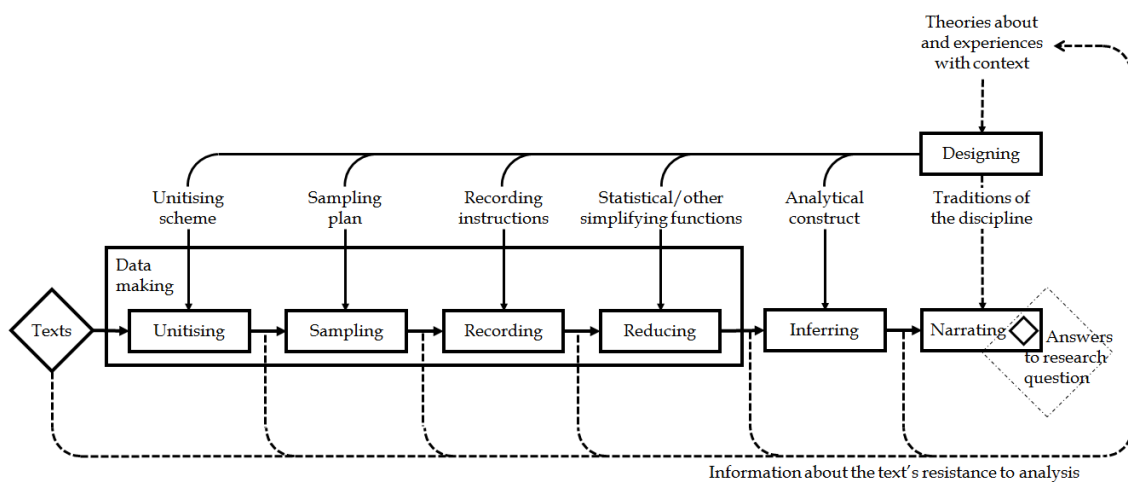 Theories about
and experiences
with context
Designing
Unitising
scheme
Sampling
plan
Recording
instructions
Statistical/other
simplifying functions
Analytical
construct
Traditions
of the discipline
Data
making
Texts
Unitising
Sampling
Recording
Reducing
Inferring
Narrating
Answers
to research
question
Information about the text's resistance to analysis